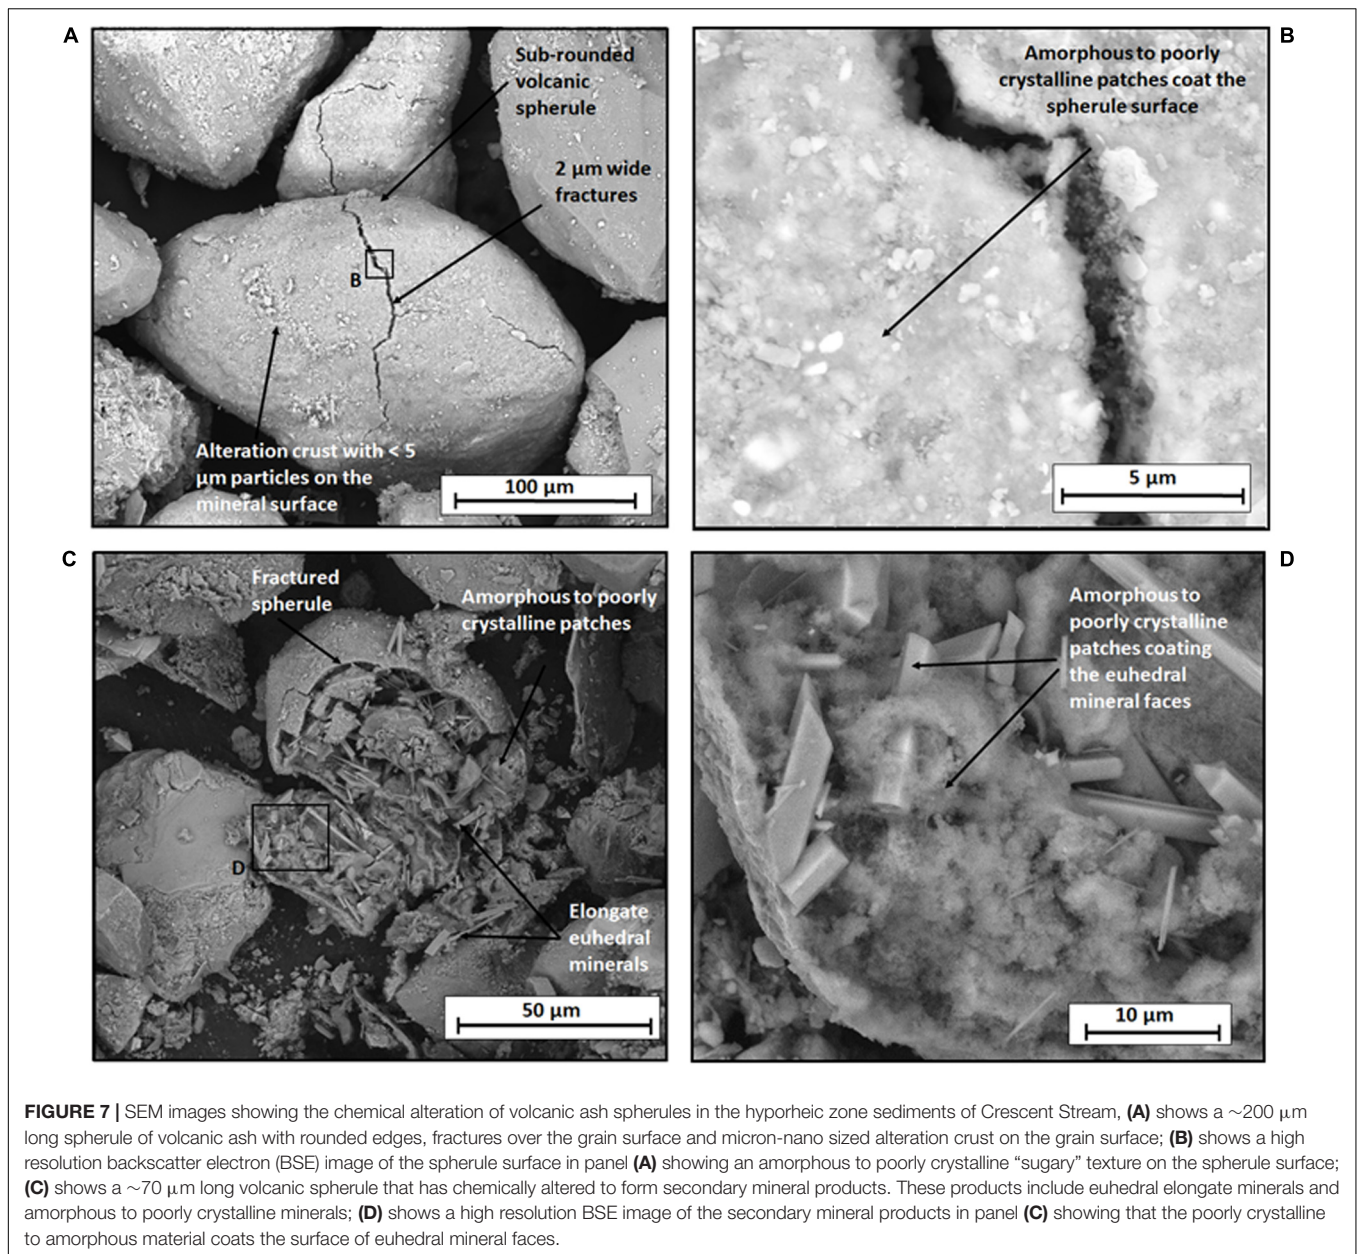 A
Sub-rounded
volcanic
spherule
2 µm wide
fractures
B
Alteration crust with < 5
µm particles on the
mineral surface
100 µm
B
Amorphous to poorly
crystalline patches coat the
spherule surface
5 µm
C
Fractured
spherule
Amorphous to poorly
crystalline patches
D
Elongate
euhedral
minerals
50 µm
D
Amorphous to
poorly crystalline
patches coating
the euhedral
mineral faces
10 µm
FIGURE 7 | SEM images showing the chemical alteration of volcanic ash spherules in the hyporheic zone sediments of Crescent Stream, (A) shows a ∼200 µm
long spherule of volcanic ash with rounded edges, fractures over the grain surface and micron-nano sized alteration crust on the grain surface; (B) shows a high
resolution backscatter electron (BSE) image of the spherule surface in panel (A) showing an amorphous to poorly crystalline “sugary” texture on the spherule surface;
(C) shows a ∼70 µm long volcanic spherule that has chemically altered to form secondary mineral products. These products include euhedral elongate minerals and
amorphous to poorly crystalline minerals; (D) shows a high resolution BSE image of the secondary mineral products in panel (C) showing that the poorly crystalline
to amorphous material coats the surface of euhedral mineral faces.